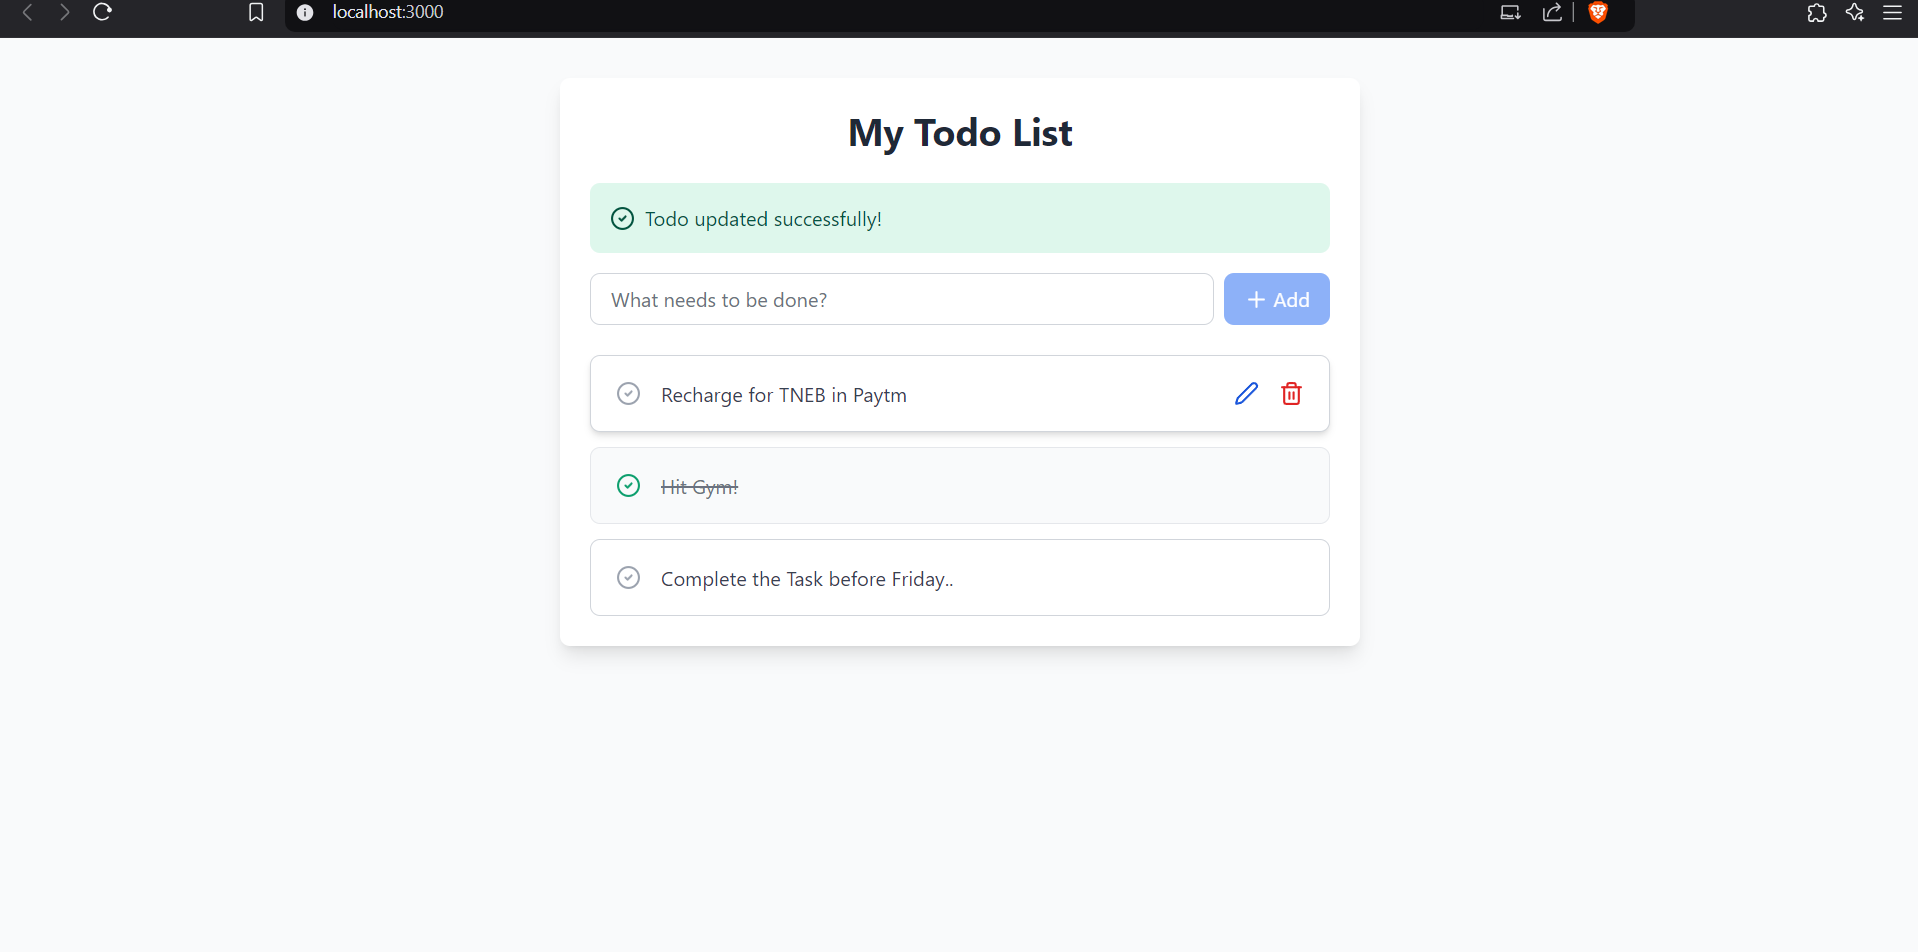 localhost:3000
My Todo List
Todo updated successfully!
What needs to be done?
Add
Recharge for TNEB in Paytm
Hit Gym!
Complete the Task before Friday..